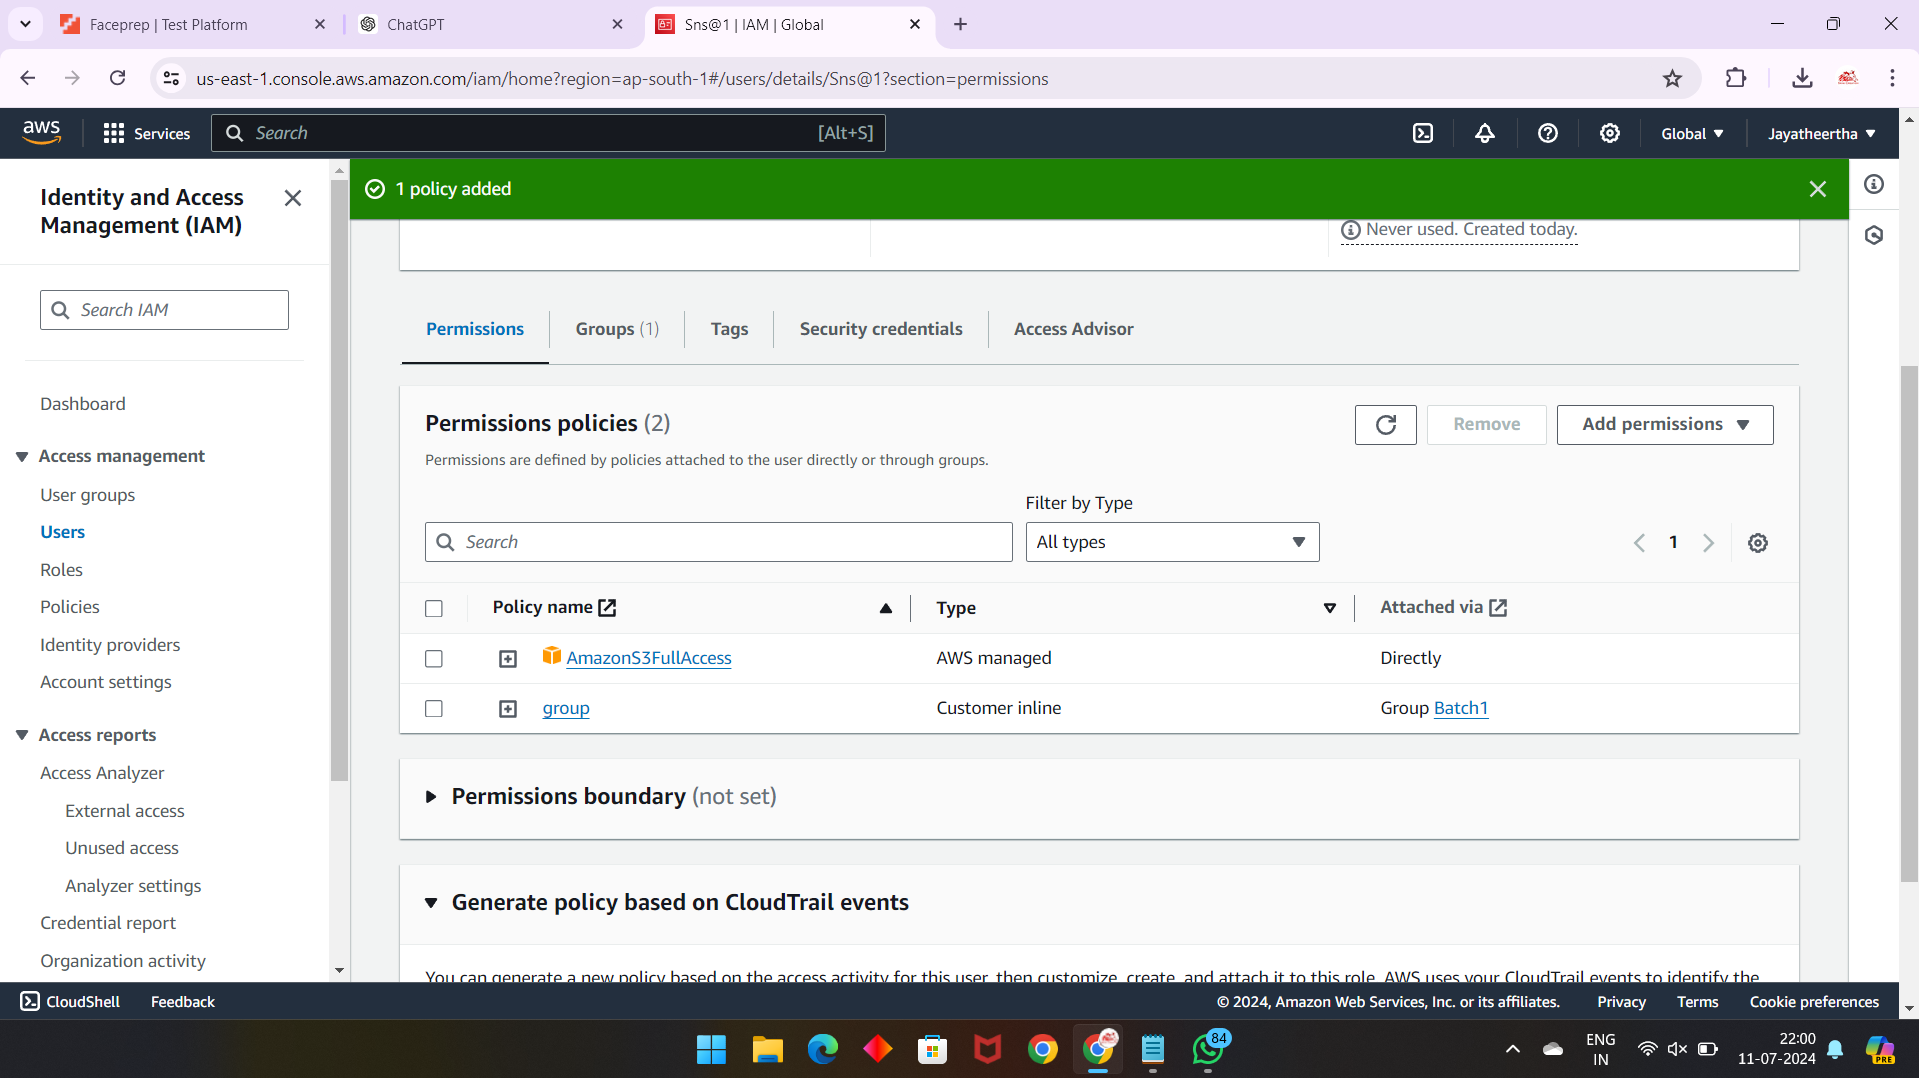 Faceprep | Test Platform
ChatGPT
Sns@1 | IAM | Global
us-east-1.console.aws.amazon.com/iam/home?region=ap-south-1#/users/details/Sns@1?section=permissions
aws
Services
Search
[Alt+S]
Global
Jayatheertha
Identity and Access
Management (IAM)
1 policy added
Never used. Created today.
Search IAM
Dashboard
Access management
User groups
Users
Roles
Policies
Identity providers
Account settings
Access reports
Access Analyzer
External access
Unused access
Analyzer settings
Credential report
Organization activity
Permissions
Groups (1)
Tags
Security credentials
Access Advisor
Permissions policies (2)
Remove
Add permissions
Permissions are defined by policies attached to the user directly or through groups.
Filter by Type
Search
All types
1
Policy name
Type
Attached via
AmazonS3FullAccess
AWS managed
Directly
group
Customer inline
Group Batch1
Permissions boundary (not set)
Generate policy based on CloudTrail events
You can generate a new policy based on the access activity for this user, then customize, create, and attach it to this role. AWS uses your CloudTrail events to identify the
CloudShell
Feedback
© 2024, Amazon Web Services, Inc. or its affiliates.
Privacy
Terms
Cookie preferences
84
ENG
IN
22:00
11-07-2024
PRE